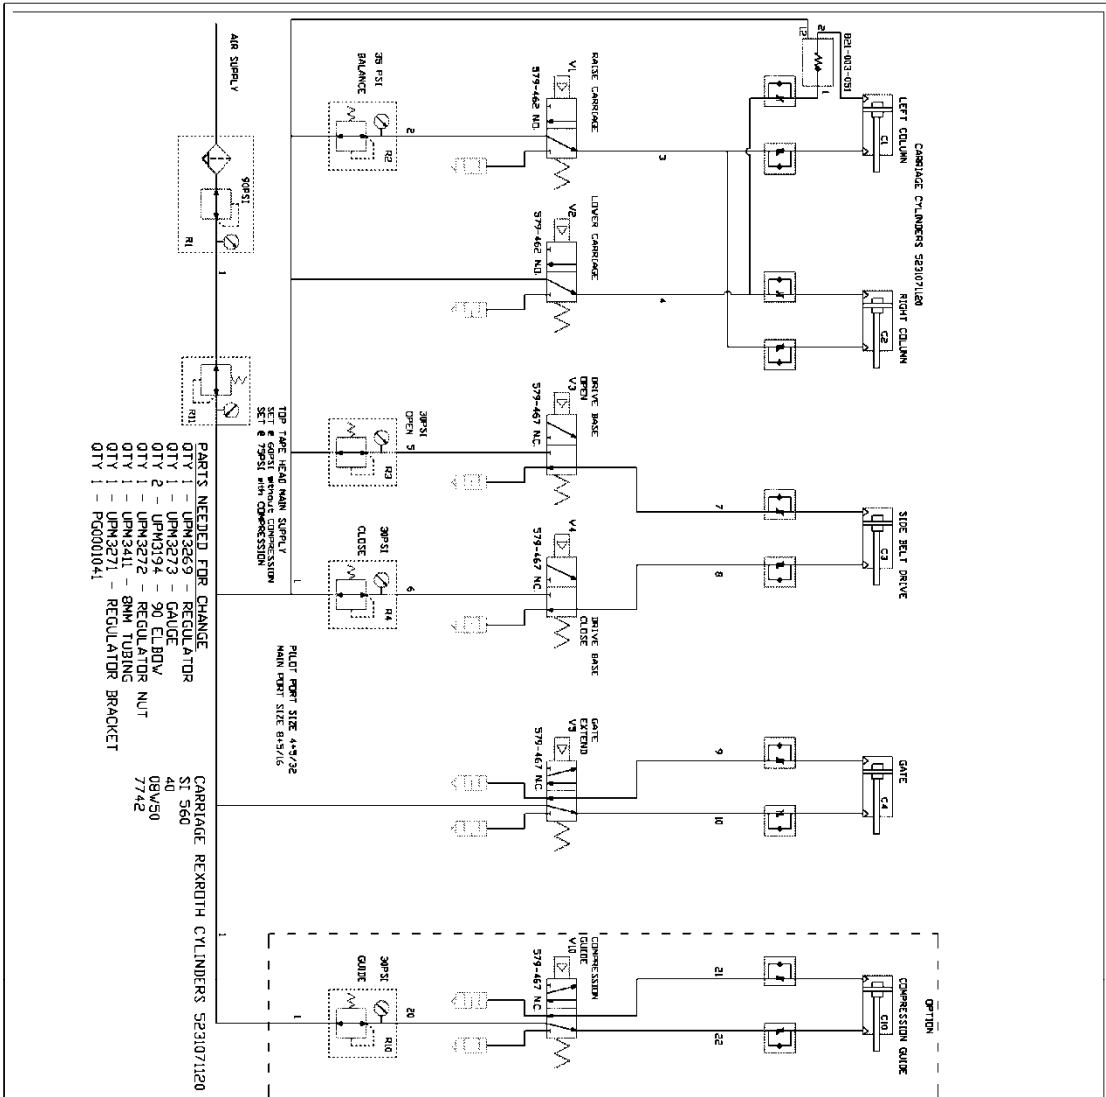 CARRIAGE CYLINDERS 5231071120
LEFT COLUMN
C1
RIGHT COLUMN
C2
SIDE BELT DRIVE
C3
GATE
C4
OPTION
COMPRESSION GUIDE
C10
821-003-051
2
1
12
3
4
7
8
9
10
21
22
RAISE CARRIAGE
V1
579-462 N.O.
LOWER CARRIAGE
V2
579-462 N.O.
DRIVE BASE
OPEN
V3
579-467 N.C.
V4
579-467 N.C.
DRIVE BASE
CLOSE
GATE
EXTEND
V5
579-467 N.C.
COMPRESSION
GUIDE
V10
579-467 N.C.
35 PSI
BALANCE
2
R2
30PSI
OPEN
5
R3
30PSI
CLOSE
6
R4
30PSI
GUIDE
20
R10
1
1
PILOT PORT SIZE 4=5/32
MAIN PORT SIZE 8=5/16
TOP TAPE HEAD MAIN SUPPLY
SET @ 60PSI without COMPRESSION
SET @ 75PSI with COMPRESSION
AIR SUPPLY
90PSI
R1
1
R11
1
PARTS NEEDED FOR CHANGE
QTY 1 - UPM3269 - REGULATOR
QTY 1 - UPM3273 - GAUGE
QTY 2 - UPM3194 - 90 ELBOW
QTY 1 - UPM3272 - REGULATOR NUT
QTY 1 - UPM3411 - 8MM TUBING
QTY 1 - UPM3271 - REGULATOR BRACKET
QTY 1 - PG0001041
CARRIAGE REXROTH CYLINDERS 5231071120
SI 560
40
08W50
7742